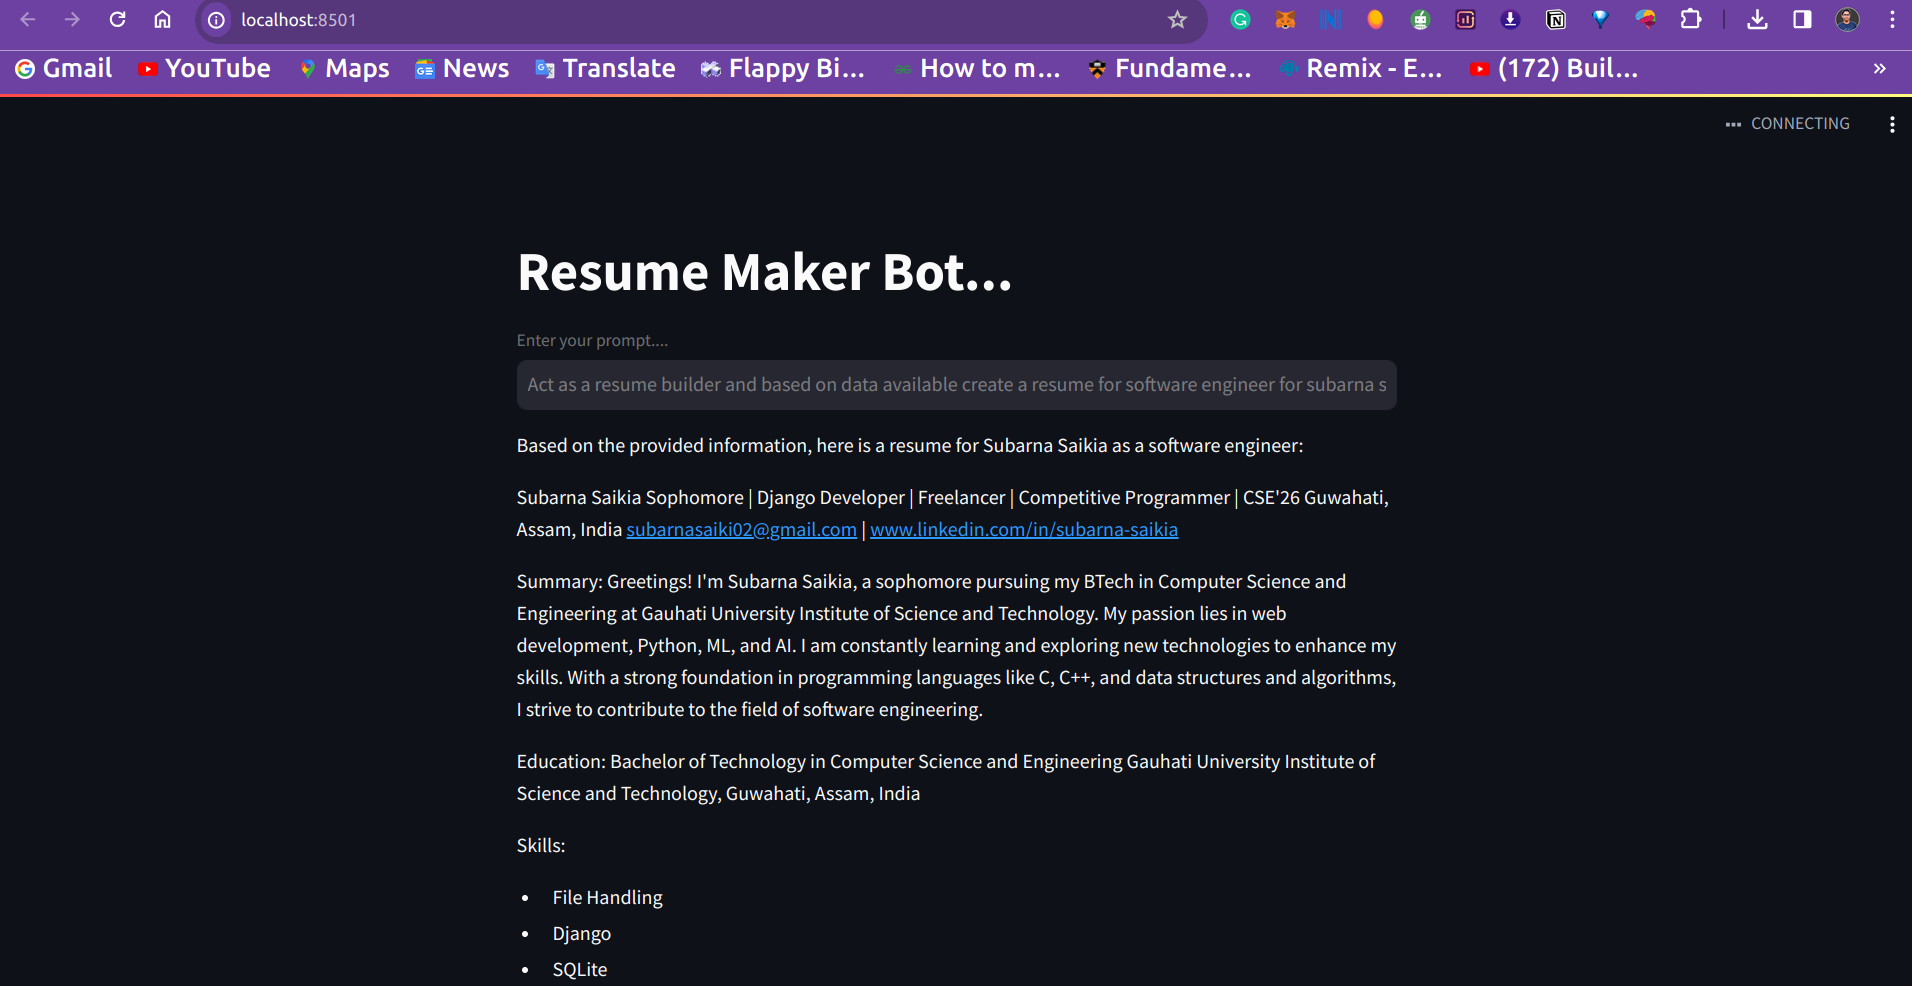 localhost:8501
Gmail YouTube Maps News Translate Flappy Bi... How to m... Fundame... Remix - E... (172) Buil... »
CONNECTING
Resume Maker Bot...
Enter your prompt....
Act as a resume builder and based on data available create a resume for software engineer for subarna s
Based on the provided information, here is a resume for Subarna Saikia as a software engineer:
Subarna Saikia Sophomore | Django Developer | Freelancer | Competitive Programmer | CSE'26 Guwahati,
Assam, India subarnasaiki02@gmail.com | www.linkedin.com/in/subarna-saikia
Summary: Greetings! I'm Subarna Saikia, a sophomore pursuing my BTech in Computer Science and
Engineering at Gauhati University Institute of Science and Technology. My passion lies in web
development, Python, ML, and AI. I am constantly learning and exploring new technologies to enhance my
skills. With a strong foundation in programming languages like C, C++, and data structures and algorithms,
I strive to contribute to the field of software engineering.
Education: Bachelor of Technology in Computer Science and Engineering Gauhati University Institute of
Science and Technology, Guwahati, Assam, India
Skills:
• File Handling
• Django
• SQLite